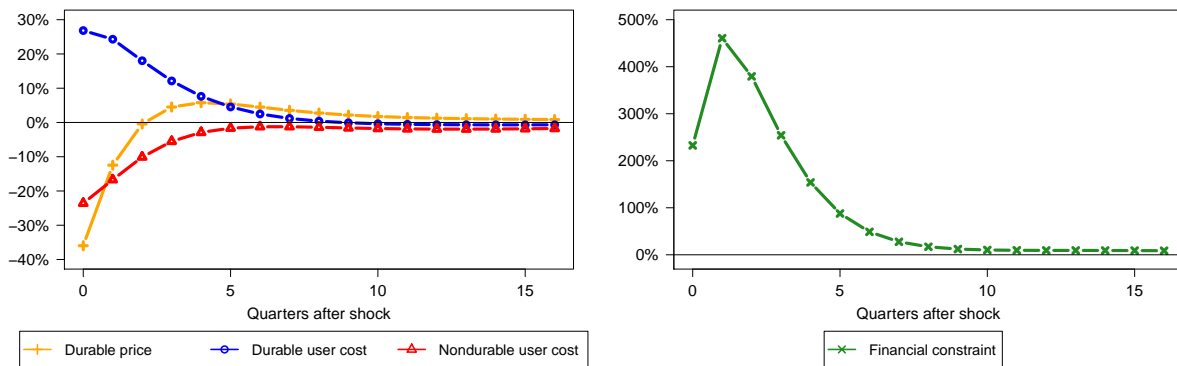 30%
20%
10%
0%
−10%
−20%
−30%
−40%
0 5 10 15
Quarters after shock
Durable price Durable user cost Nondurable user cost
500%
400%
300%
200%
100%
0%
0 5 10 15
Quarters after shock
Financial constraint